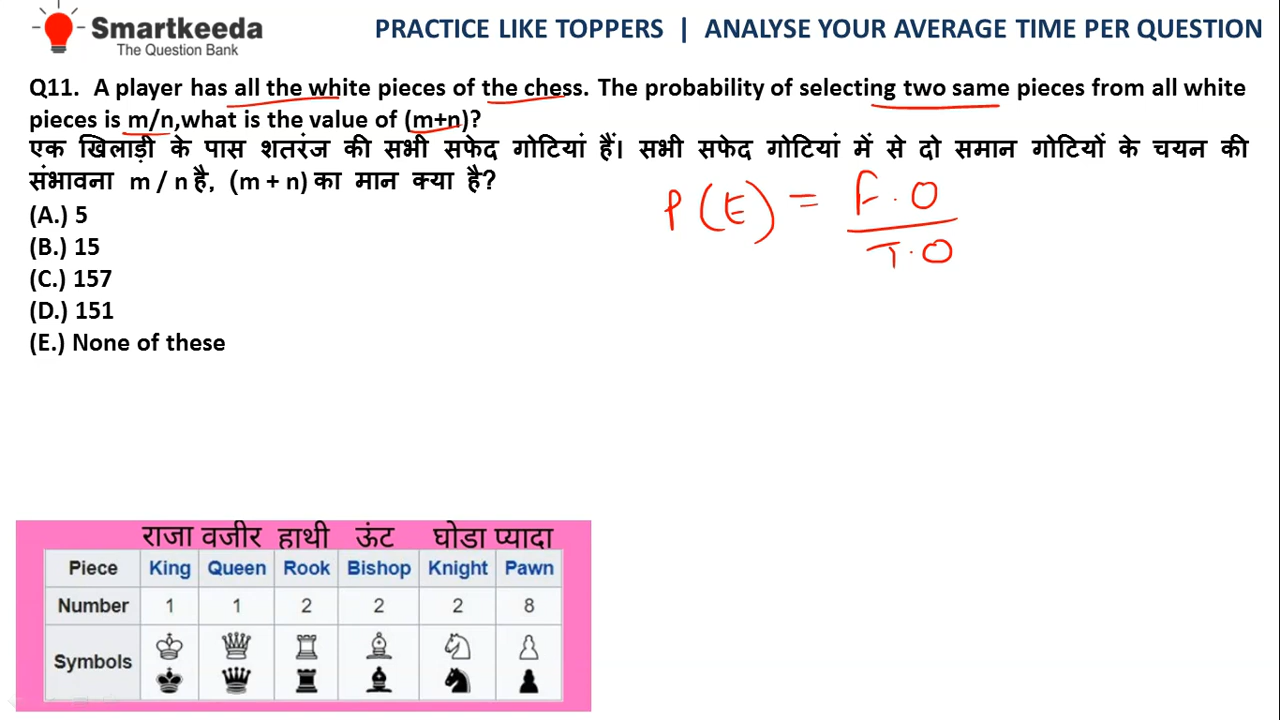 Smartkeeda
The Question Bank
PRACTICE LIKE TOPPERS | ANALYSE YOUR AVERAGE TIME PER QUESTION
Q11. A player has all the white pieces of the chess. The probability of selecting two same pieces from all white
pieces is m/n,what is the value of (m+n)?
एक खिलाड़ी के पास शतरंज की सभी सफेद गोटियां हैं। सभी सफेद गोटियां में से दो समान गोटियों के चयन की
संभावना m / n है, (m + n) का मान क्या है?
P(E) = F.O
T.O
(A.) 5
(B.) 15
(C.) 157
(D.) 151
(E.) None of these
राजा वजीर हाथी ऊंट घोडा प्यादा
Piece King Queen Rook Bishop Knight Pawn
Number 1 1 2 2 2 8
Symbols